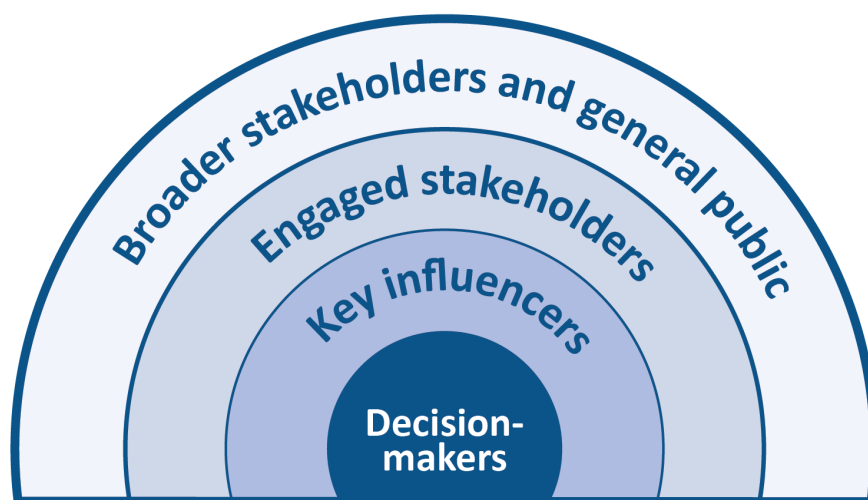 Broader stakeholders and general public
Engaged stakeholders
Key influencers
Decision-
makers